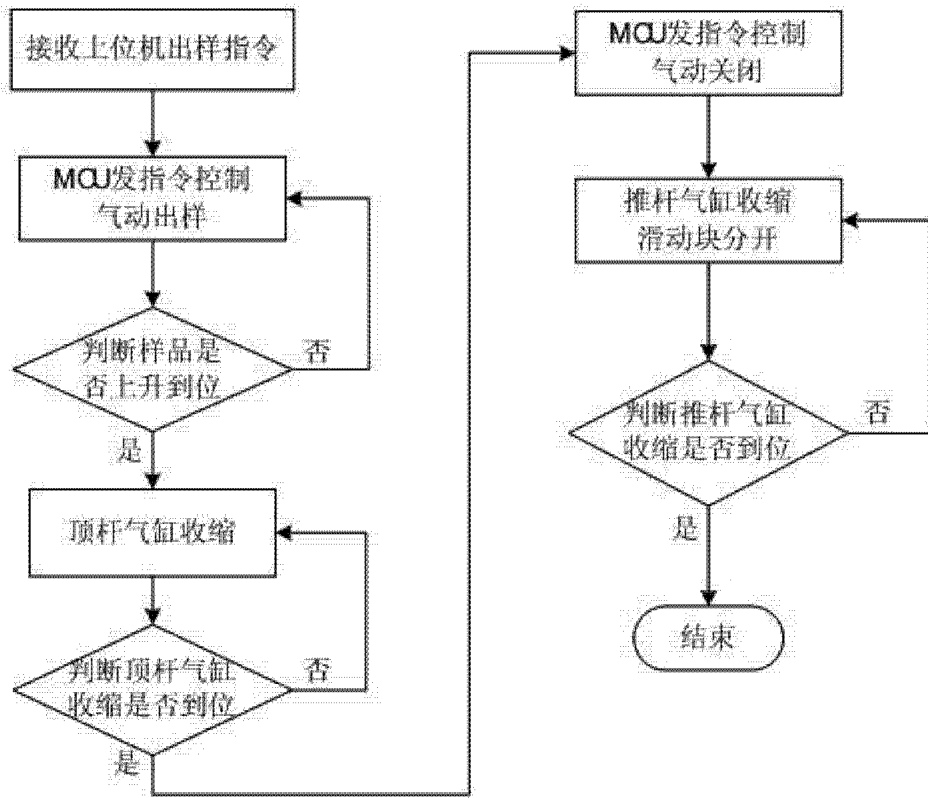 接收上位机出样指令
MCU发指令控制
气动出样
判断样品是
否上升到位
否
是
顶杆气缸收缩
判断顶杆气缸
收缩是否到位
否
是
MCU发指令控制
气动关闭
推杆气缸收缩
滑动块分开
判断推杆气缸
收缩是否到位
否
是
结束